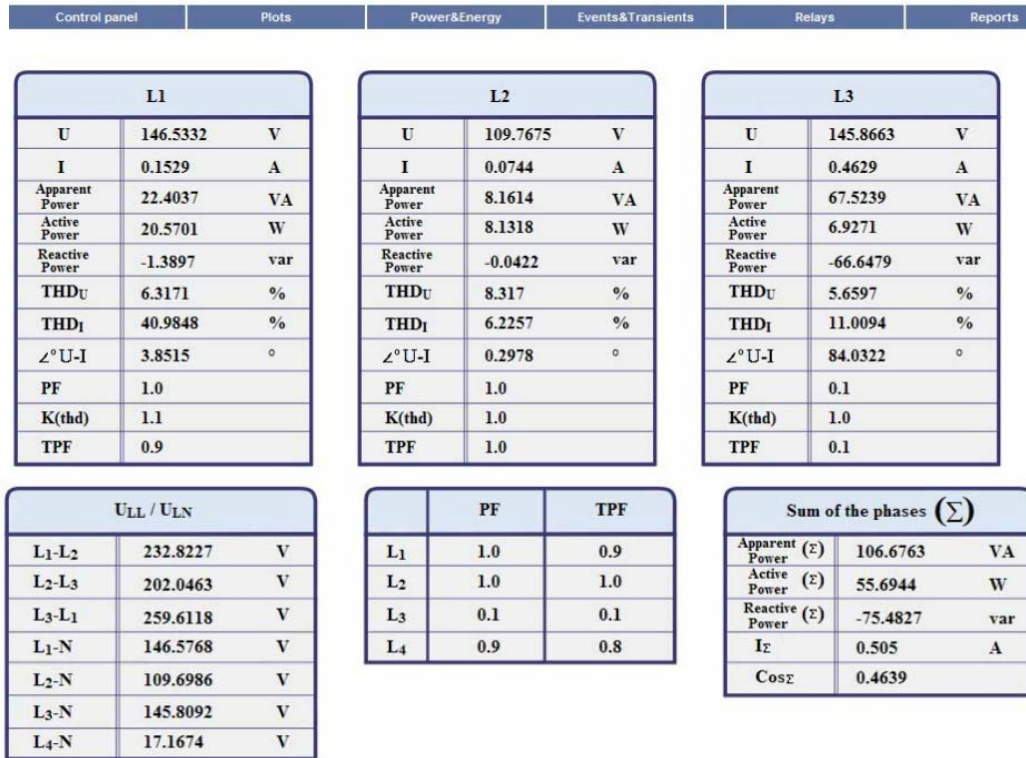 Control panel Plots Power&Energy Events&Transients Relays Reports
L1
U 146.5332 V
I 0.1529 A
Apparent Power 22.4037 VA
Active Power 20.5701 W
Reactive Power -1.3897 var
THDU 6.3171 %
THDI 40.9848 %
∠°U-I 3.8515 °
PF 1.0
K(thd) 1.1
TPF 0.9
L2
U 109.7675 V
I 0.0744 A
Apparent Power 8.1614 VA
Active Power 8.1318 W
Reactive Power -0.0422 var
THDU 8.317 %
THDI 6.2257 %
∠°U-I 0.2978 °
PF 1.0
K(thd) 1.0
TPF 1.0
L3
U 145.8663 V
I 0.4629 A
Apparent Power 67.5239 VA
Active Power 6.9271 W
Reactive Power -66.6479 var
THDU 5.6597 %
THDI 11.0094 %
∠°U-I 84.0322 °
PF 0.1
K(thd) 1.0
TPF 0.1
ULL / ULN
L1-L2 232.8227 V
L2-L3 202.0463 V
L3-L1 259.6118 V
L1-N 146.5768 V
L2-N 109.6986 V
L3-N 145.8092 V
L4-N 17.1674 V
PF TPF
L1 1.0 0.9
L2 1.0 1.0
L3 0.1 0.1
L4 0.9 0.8
Sum of the phases (Σ)
Apparent Power (Σ) 106.6763 VA
Active Power (Σ) 55.6944 W
Reactive Power (Σ) -75.4827 var
IΣ 0.505 A
CosΣ 0.4639